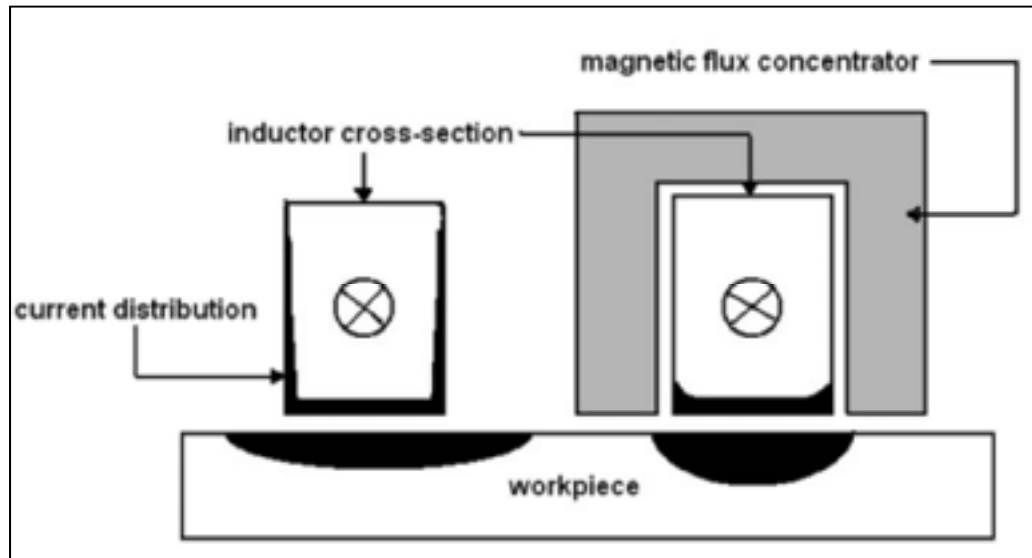 magnetic flux concentrator
inductor cross-section
current distribution
workpiece